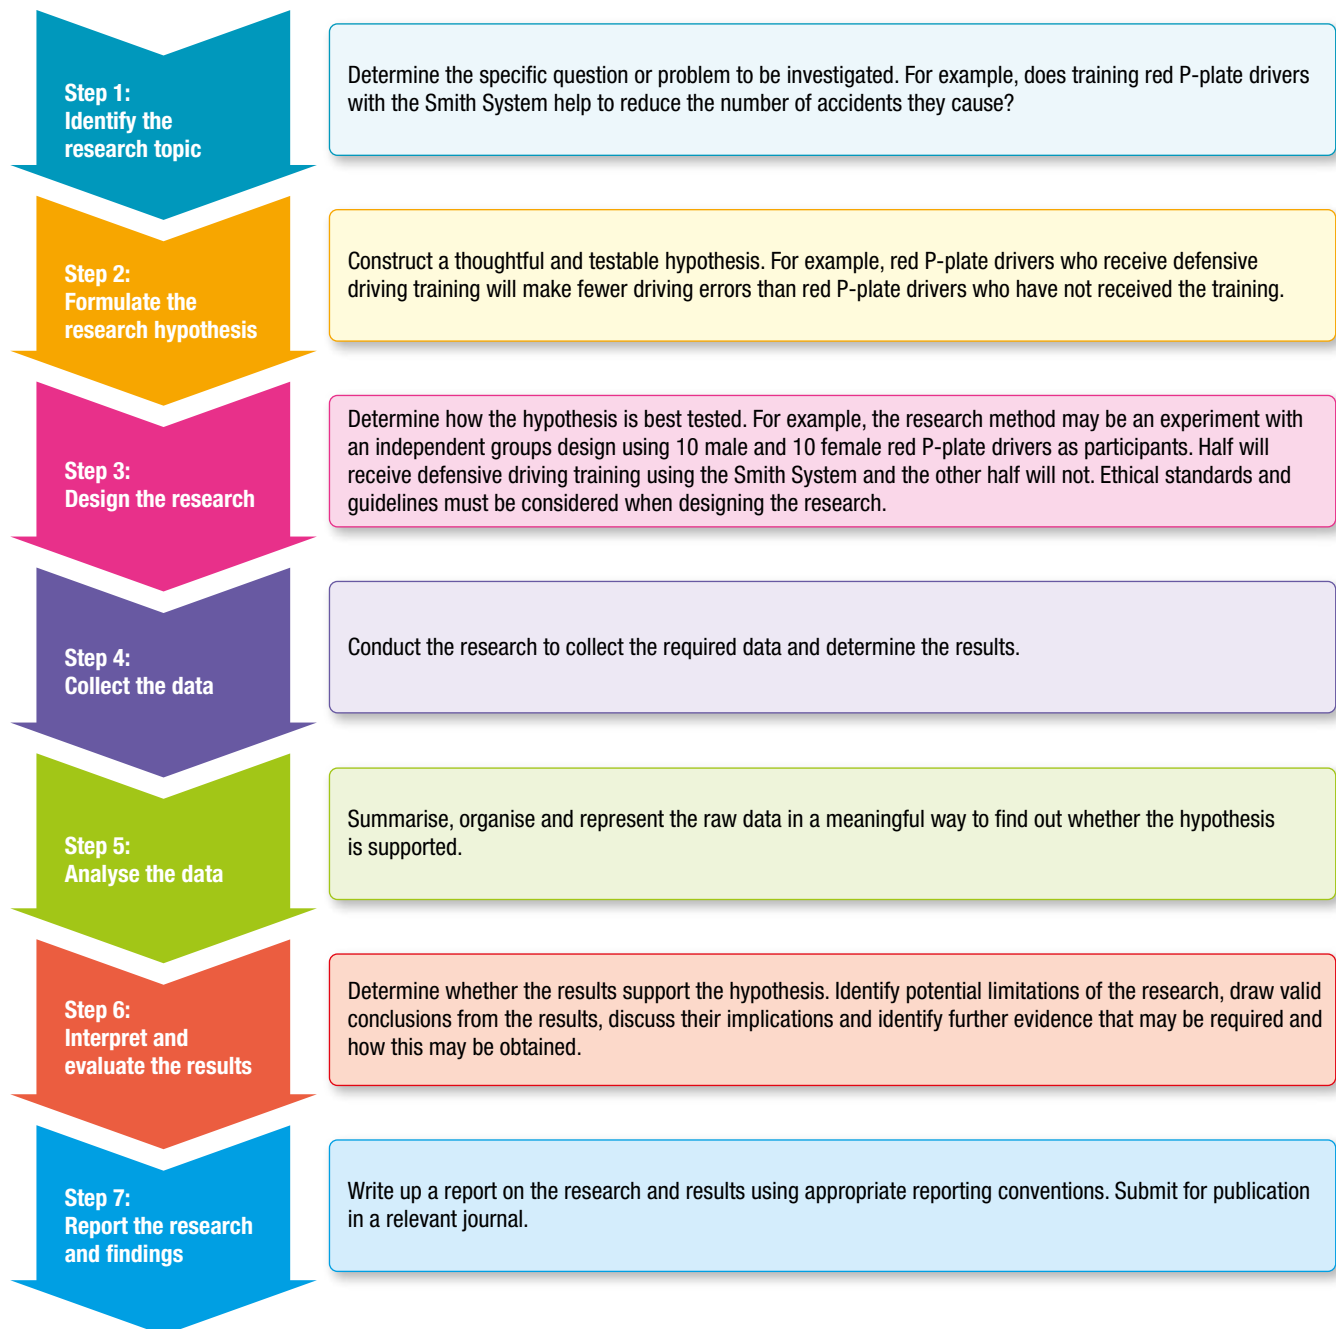 Step 1:
Identify the
research topic
Determine the specific question or problem to be investigated. For example, does training red P-plate drivers
with the Smith System help to reduce the number of accidents they cause?
Step 2:
Formulate the
research hypothesis
Construct a thoughtful and testable hypothesis. For example, red P-plate drivers who receive defensive
driving training will make fewer driving errors than red P-plate drivers who have not received the training.
Step 3:
Design the research
Determine how the hypothesis is best tested. For example, the research method may be an experiment with
an independent groups design using 10 male and 10 female red P-plate drivers as participants. Half will
receive defensive driving training using the Smith System and the other half will not. Ethical standards and
guidelines must be considered when designing the research.
Step 4:
Collect the data
Conduct the research to collect the required data and determine the results.
Step 5:
Analyse the data
Summarise, organise and represent the raw data in a meaningful way to find out whether the hypothesis
is supported.
Step 6:
Interpret and
evaluate the results
Determine whether the results support the hypothesis. Identify potential limitations of the research, draw valid
conclusions from the results, discuss their implications and identify further evidence that may be required and
how this may be obtained.
Step 7:
Report the research
and findings
Write up a report on the research and results using appropriate reporting conventions. Submit for publication
in a relevant journal.